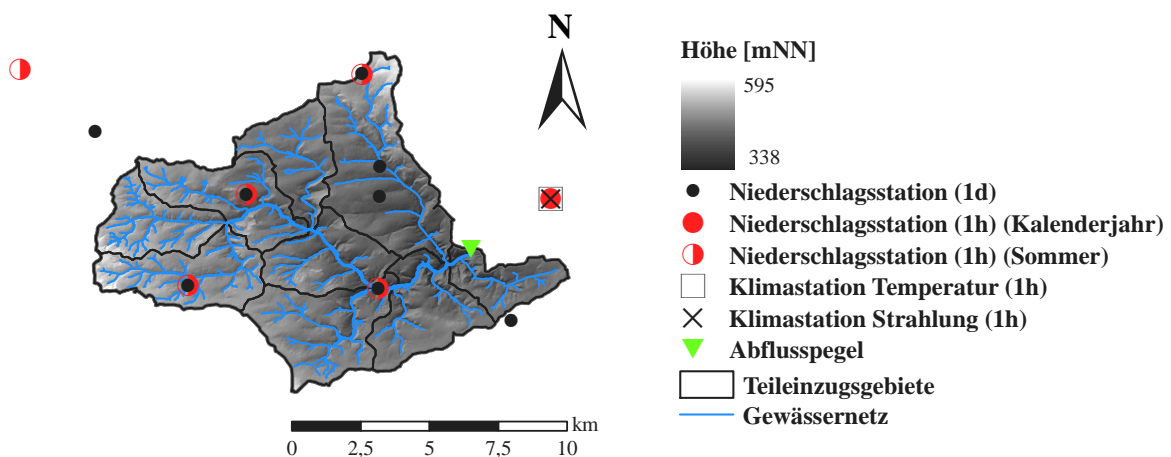 N
Höhe [mNN]
595
338
Niederschlagsstation (1d)
Niederschlagsstation (1h) (Kalenderjahr)
Niederschlagsstation (1h) (Sommer)
Klimastation Temperatur (1h)
Klimastation Strahlung (1h)
Abflusspegel
Teileinzugsgebiete
Gewässernetz
km
0 2,5 5 7,5 10